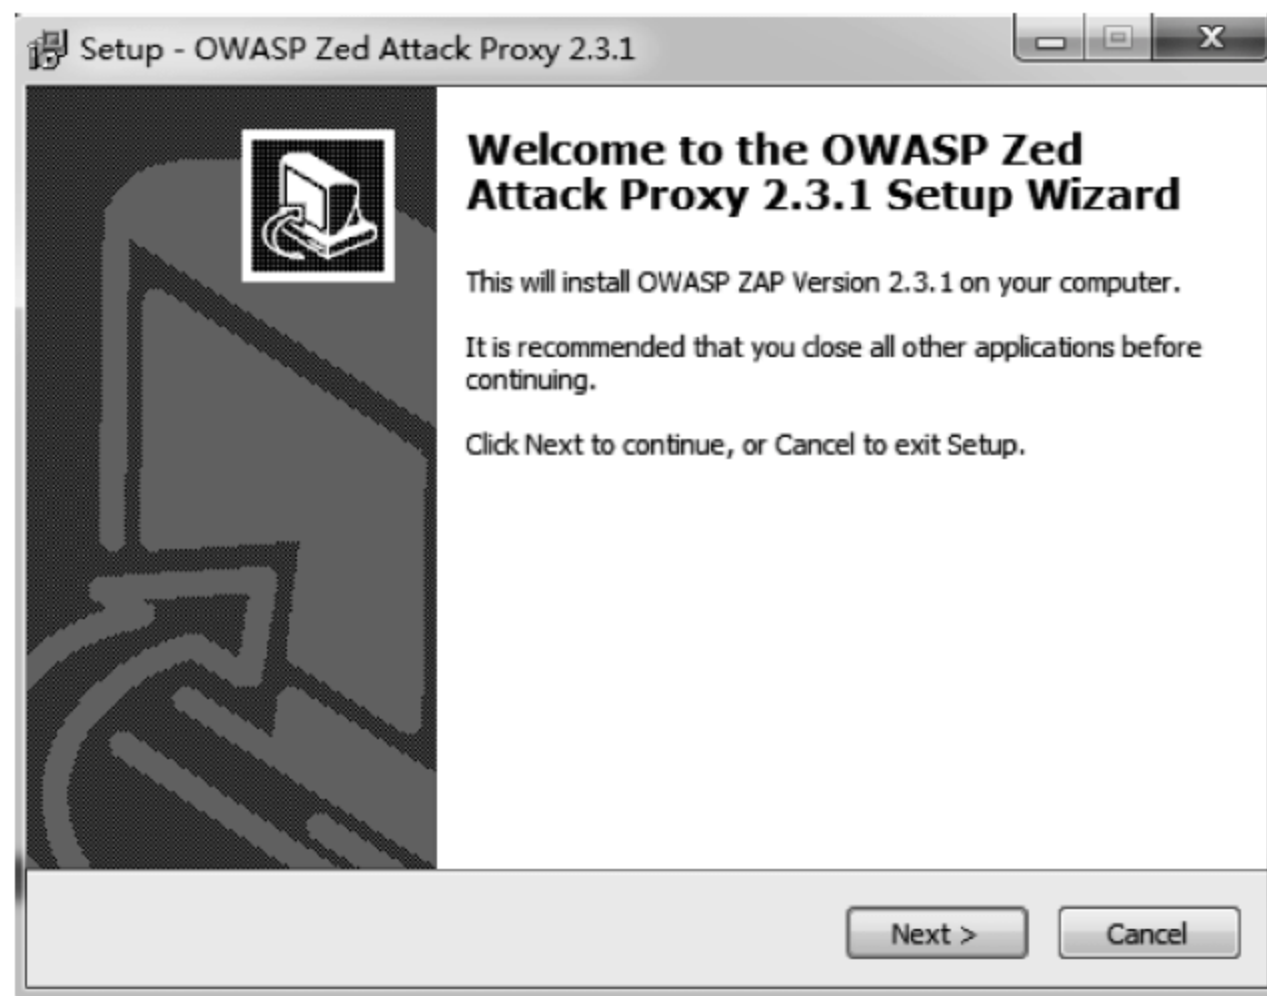 Setup - OWASP Zed Attack Proxy 2.3.1
Welcome to the OWASP Zed
Attack Proxy 2.3.1 Setup Wizard
This will install OWASP ZAP Version 2.3.1 on your computer.
It is recommended that you close all other applications before
continuing.
Click Next to continue, or Cancel to exit Setup.
Next >
Cancel